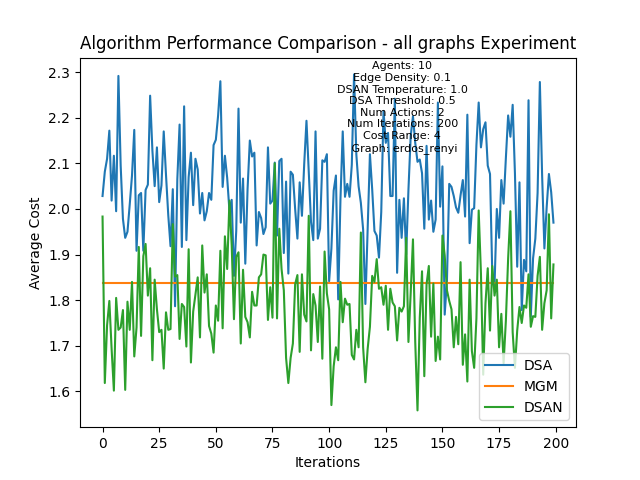 Algorithm Performance Comparison - all graphs Experiment
Agents: 10
Edge Density: 0.1
DSAN Temperature: 1.0
DSA Threshold: 0.5
Num Actions: 2
Num Iterations: 200
Cost Range: 4
Graph: erdos_renyi
2.3
2.2
2.1
2.0
1.9
1.8
1.7
1.6
Average Cost
DSA
MGM
DSAN
0
25
50
75
100
125
150
175
200
Iterations